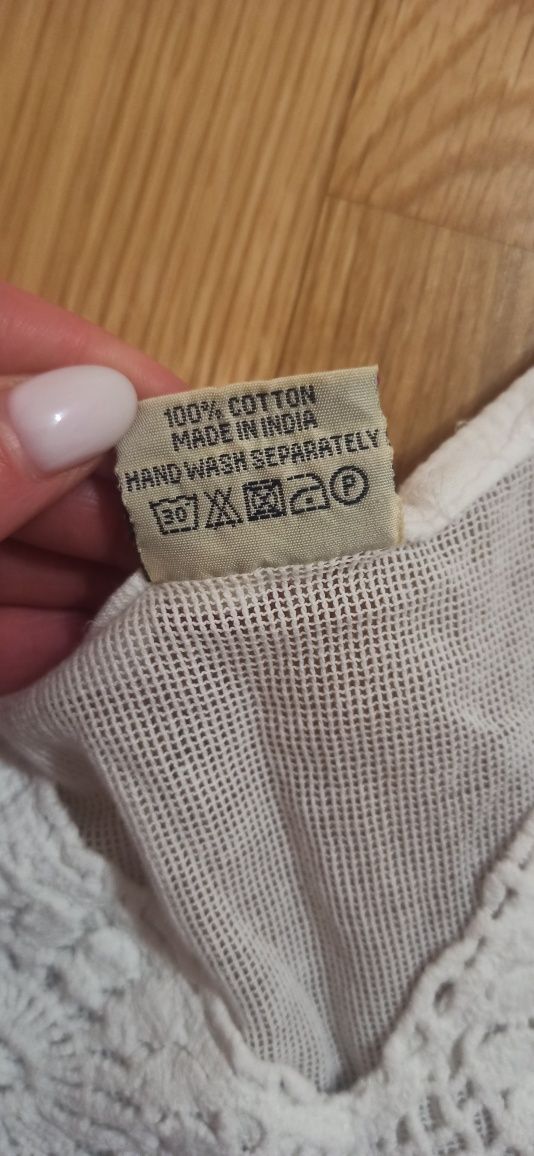 100% COTTON
MADE IN INDIA
HAND WASH SEPARATELY
30 P